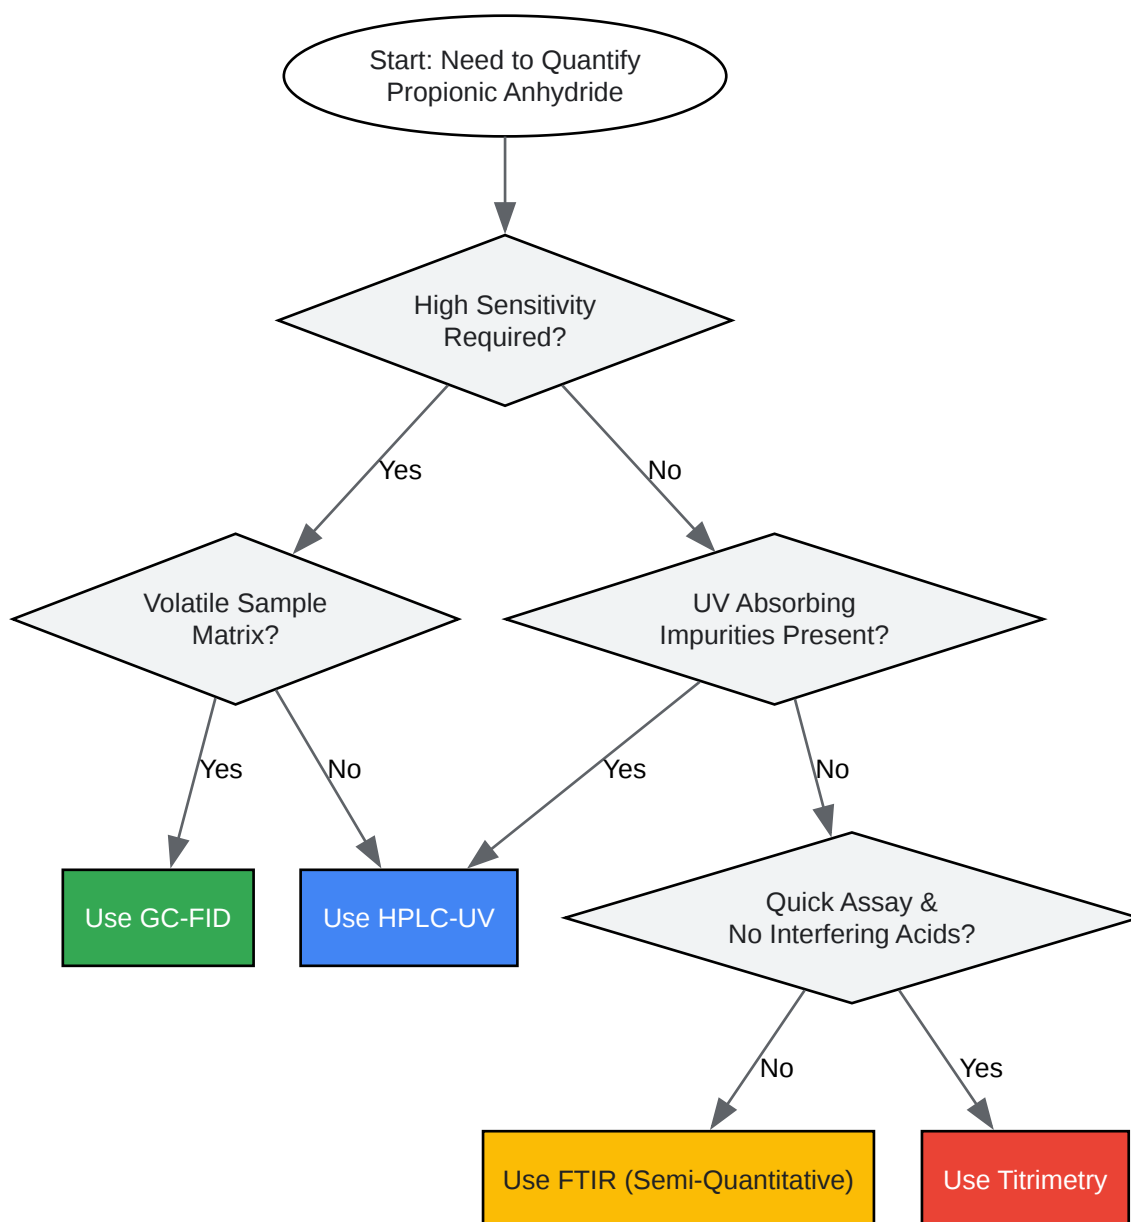 Start: Need to Quantify
Propionic Anhydride
High Sensitivity
Required?
Yes
No
Volatile Sample
Matrix?
UV Absorbing
Impurities Present?
Yes
No
Yes
No
Use GC-FID
Use HPLC-UV
Quick Assay &
No Interfering Acids?
No
Yes
Use FTIR (Semi-Quantitative)
Use Titrimetry